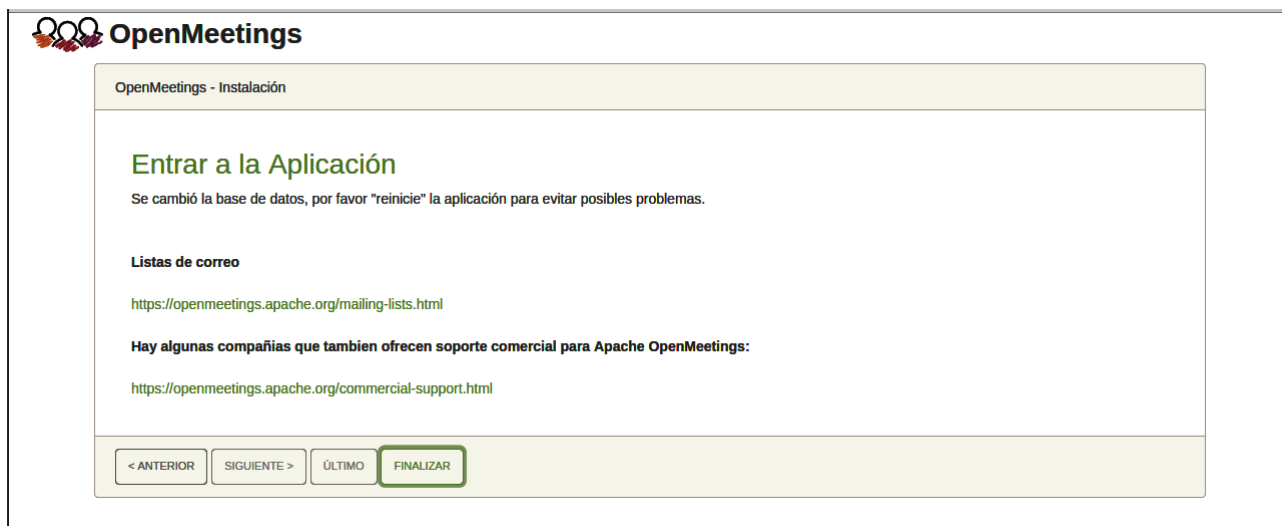 OpenMeetings
OpenMeetings - Instalación
Entrar a la Aplicación
Se cambió la base de datos, por favor "reinicie" la aplicación para evitar posibles problemas.
Listas de correo
https://openmeetings.apache.org/mailing-lists.html
Hay algunas compañias que tambien ofrecen soporte comercial para Apache OpenMeetings:
https://openmeetings.apache.org/commercial-support.html
< ANTERIOR SIGUIENTE > ÚLTIMO FINALIZAR